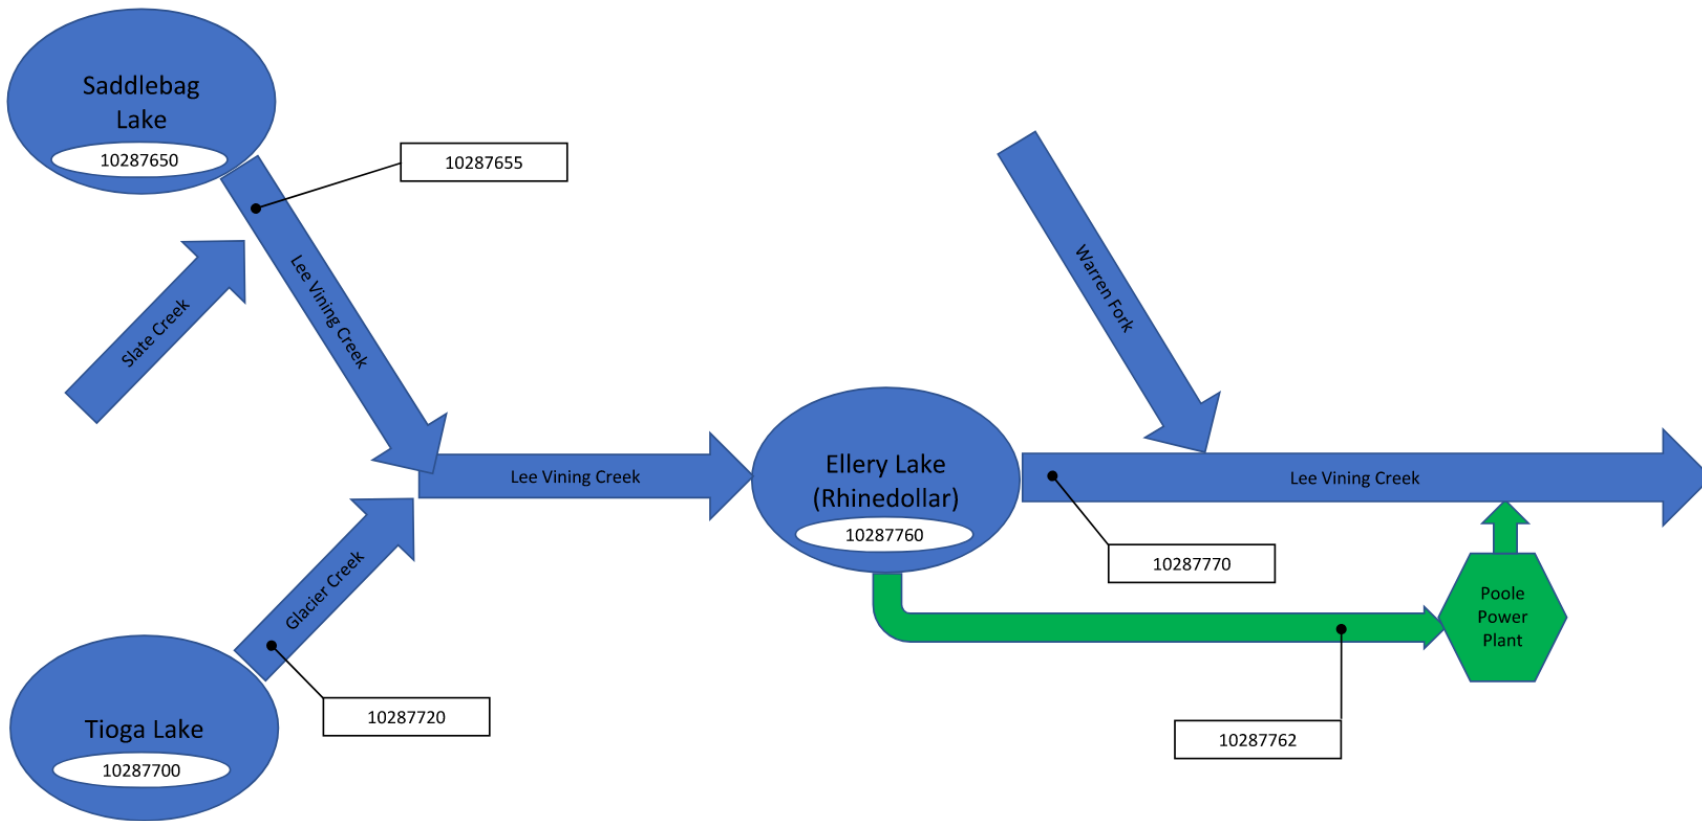 Saddlebag
Lake
10287650
10287655
Slate Creek
Lee Vining Creek
Warren Fork
Glacier Creek
Lee Vining Creek
Ellery Lake
(Rhinedollar)
10287760
Lee Vining Creek
10287770
Poole
Power
Plant
10287720
10287762
Tioga Lake
10287700